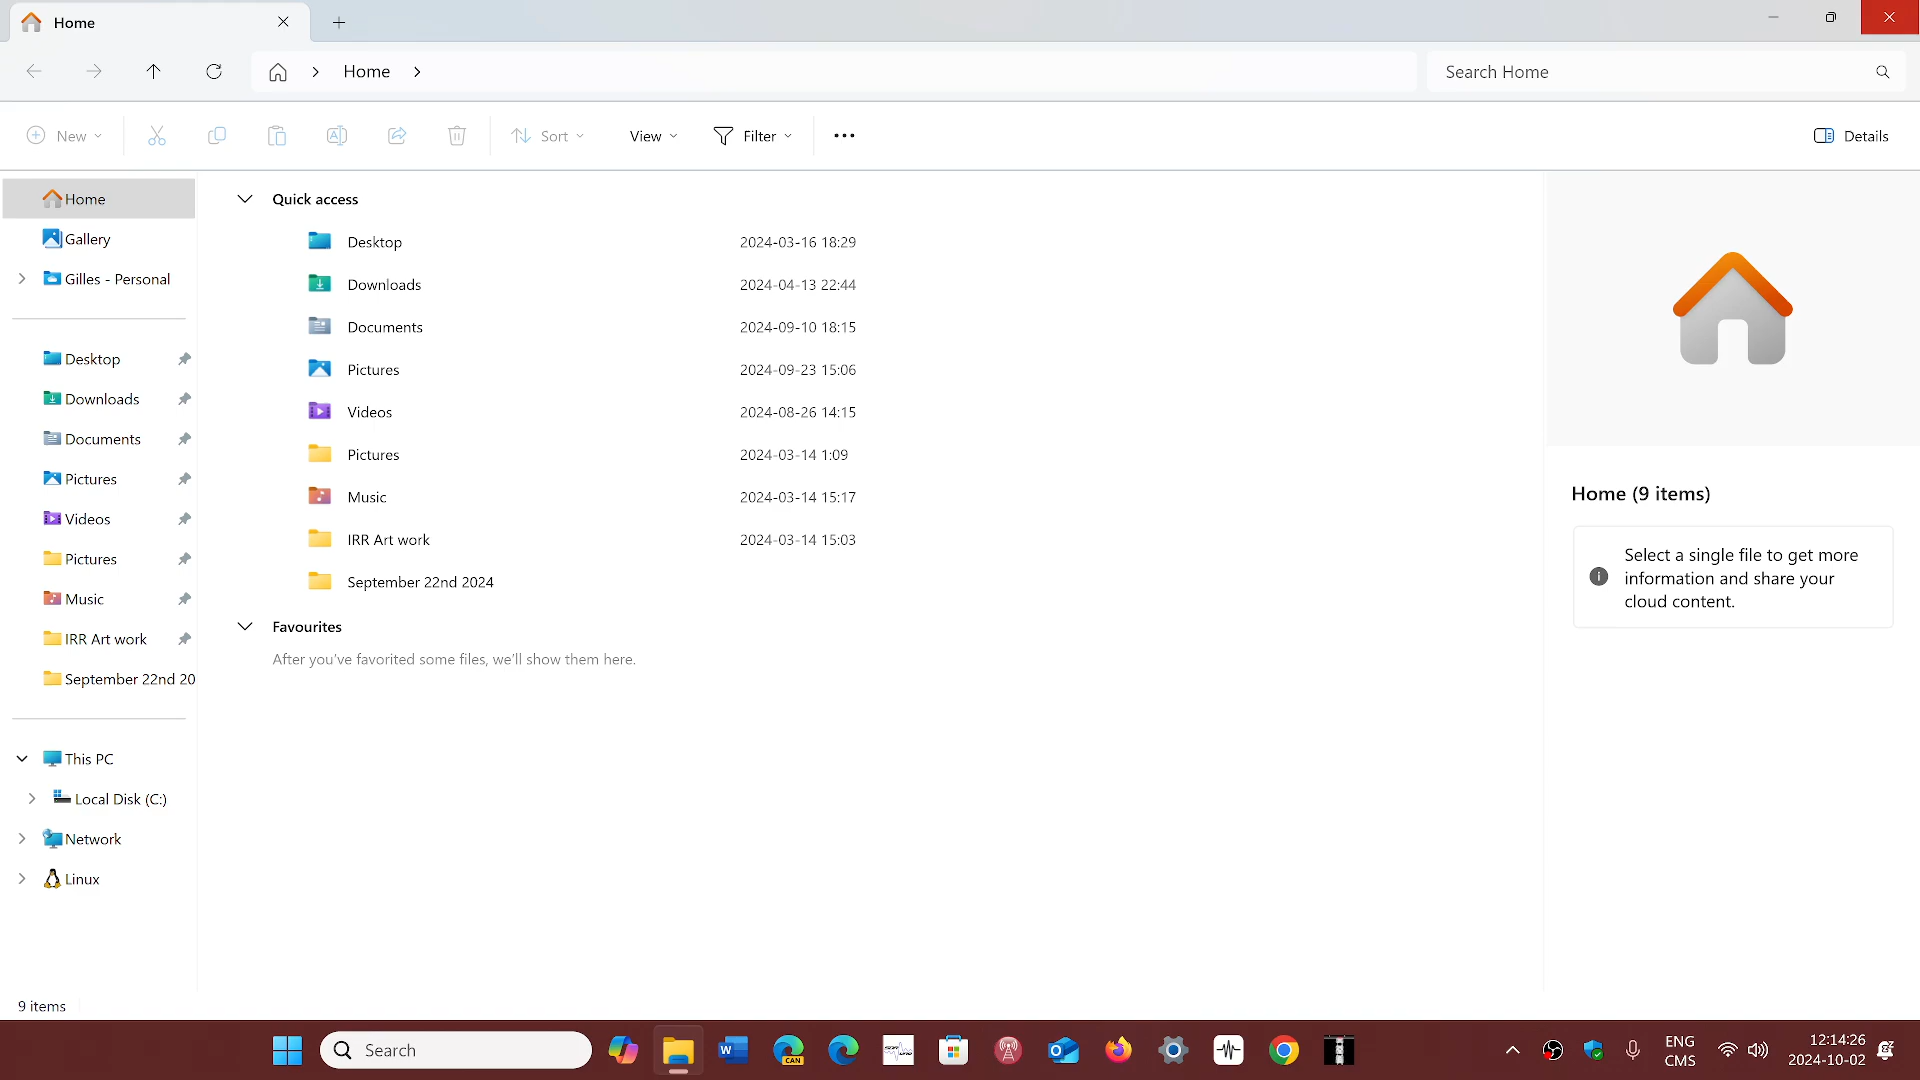 Home
Home
Search Home
New
Sort
View
Filter
Details
Home
Gallery
Gilles - Personal
Desktop
Downloads
Documents
Pictures
Videos
Pictures
Music
IRR Art work
September 22nd 20
This PC
Local Disk (C:)
Network
Linux
Quick access
Desktop 2024-03-16 18:29
Downloads 2024-04-13 22:44
Documents 2024-09-10 18:15
Pictures 2024-09-23 15:06
Videos 2024-08-26 14:15
Pictures 2024-03-14 1:09
Music 2024-03-14 15:17
IRR Art work 2024-03-14 15:03
September 22nd 2024
Favourites
After you've favorited some files, we'll show them here.
Home (9 items)
Select a single file to get more
information and share your
cloud content.
9 items
Search
W
CAN
ENG
CMS
12:14:26
2024-10-02